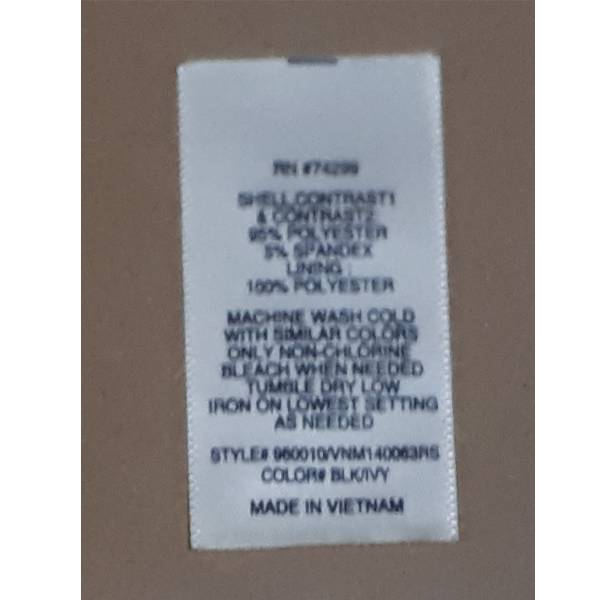 RN #74299
SHELL,CONTRAST1
& CONTRAST2:
95% POLYESTER
5% SPANDEX
LINING :
100% POLYESTER
MACHINE WASH COLD
WITH SIMILAR COLORS
ONLY NON-CHLORINE
BLEACH WHEN NEEDED
TUMBLE DRY LOW
IRON ON LOWEST SETTING
AS NEEDED
STYLE# 960010/VNM140063RS
COLOR# BLK/IVY
MADE IN VIETNAM